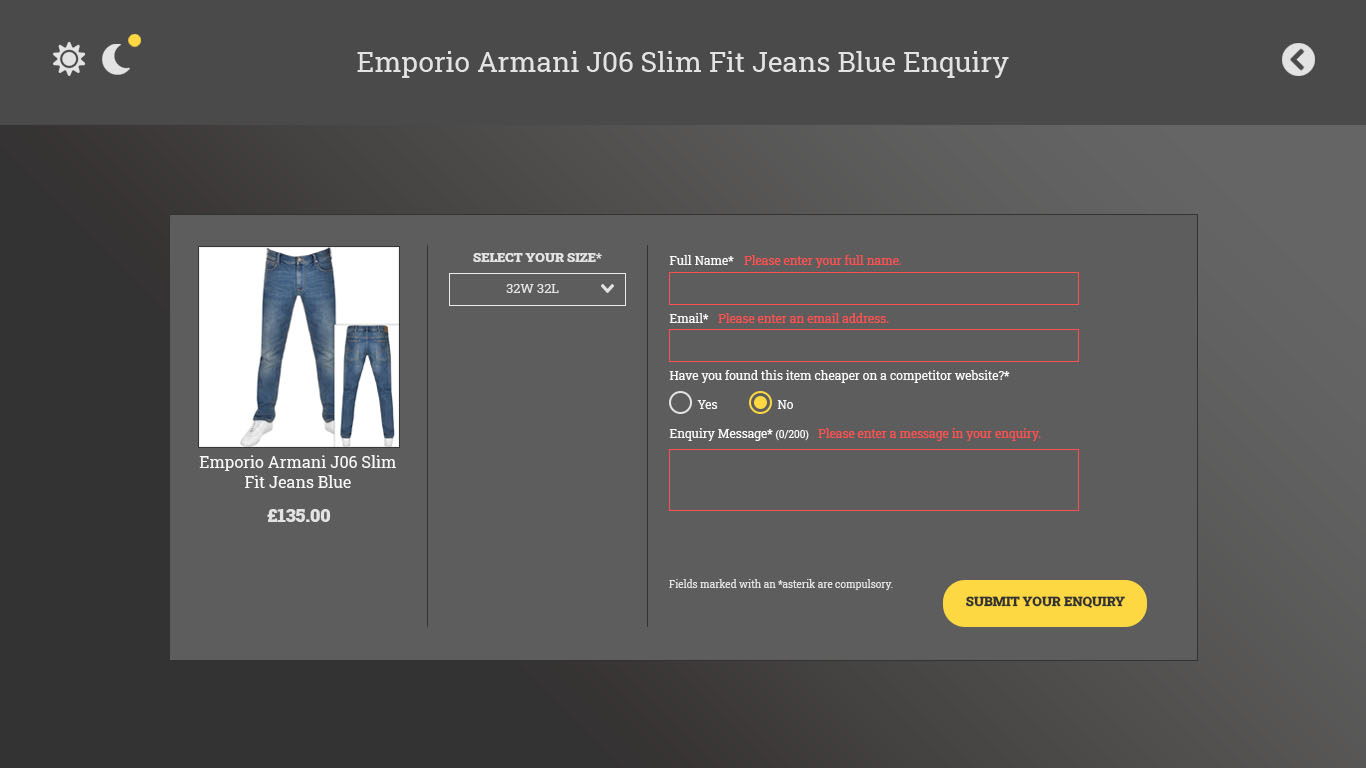 Emporio Armani J06 Slim Fit Jeans Blue Enquiry
Emporio Armani J06 Slim
Fit Jeans Blue
£135.00
SELECT YOUR SIZE*
32W 32L
Full Name* Please enter your full name.
Email* Please enter an email address.
Have you found this item cheaper on a competitor website?*
Yes No
Enquiry Message* (0/200) Please enter a message in your enquiry.
Fields marked with an *asterik are compulsory.
SUBMIT YOUR ENQUIRY